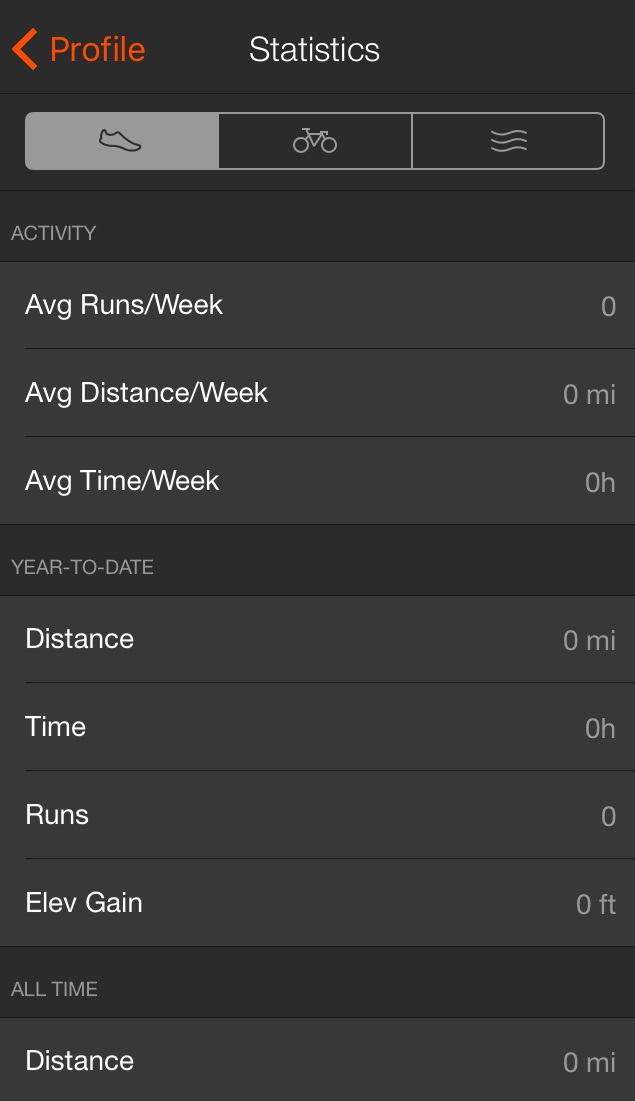 Profile Statistics
ACTIVITY
Avg Runs/Week 0
Avg Distance/Week 0 mi
Avg Time/Week 0h
YEAR-TO-DATE
Distance 0 mi
Time 0h
Runs 0
Elev Gain 0 ft
ALL TIME
Distance 0 mi